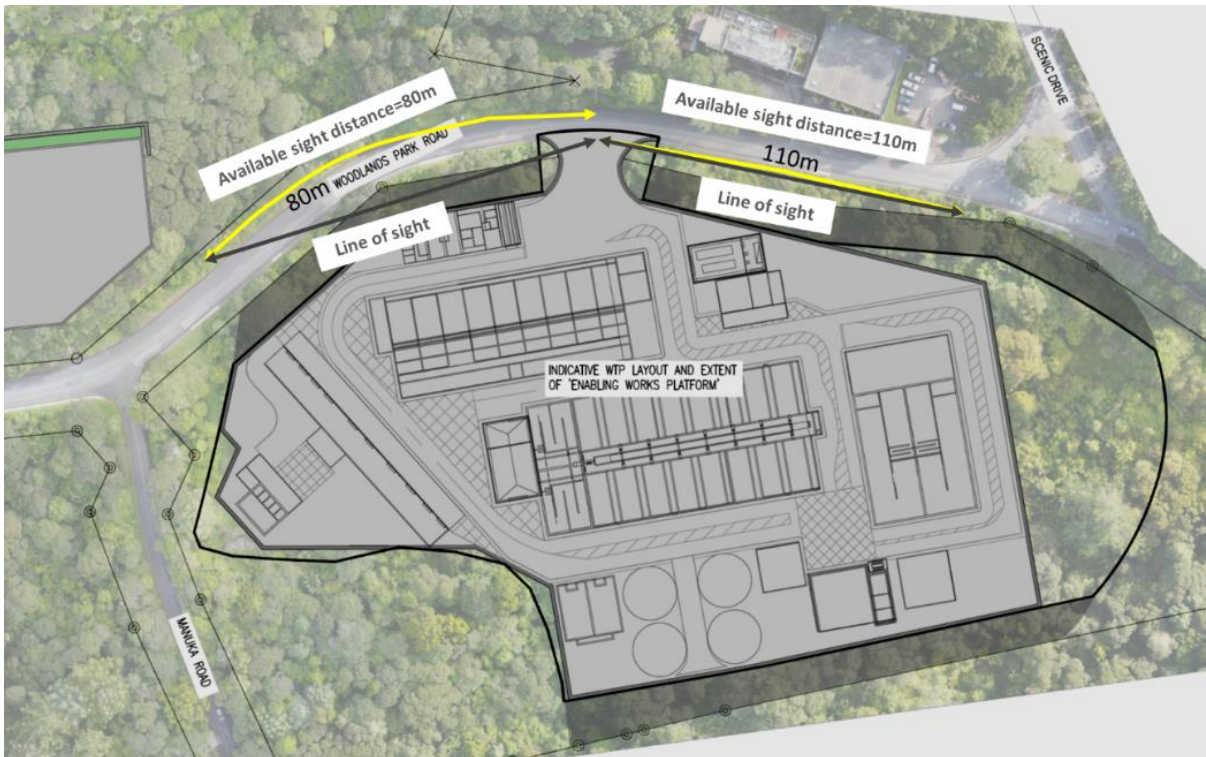 SCENIC DRIVE
Available sight distance=80m
Available sight distance=110m
80m
WOODLANDS PARK ROAD
110m
Line of sight
Line of sight
INDICATIVE WTP LAYOUT AND EXTENT
OF 'ENABLING WORKS PLATFORM'
MANUKA ROAD